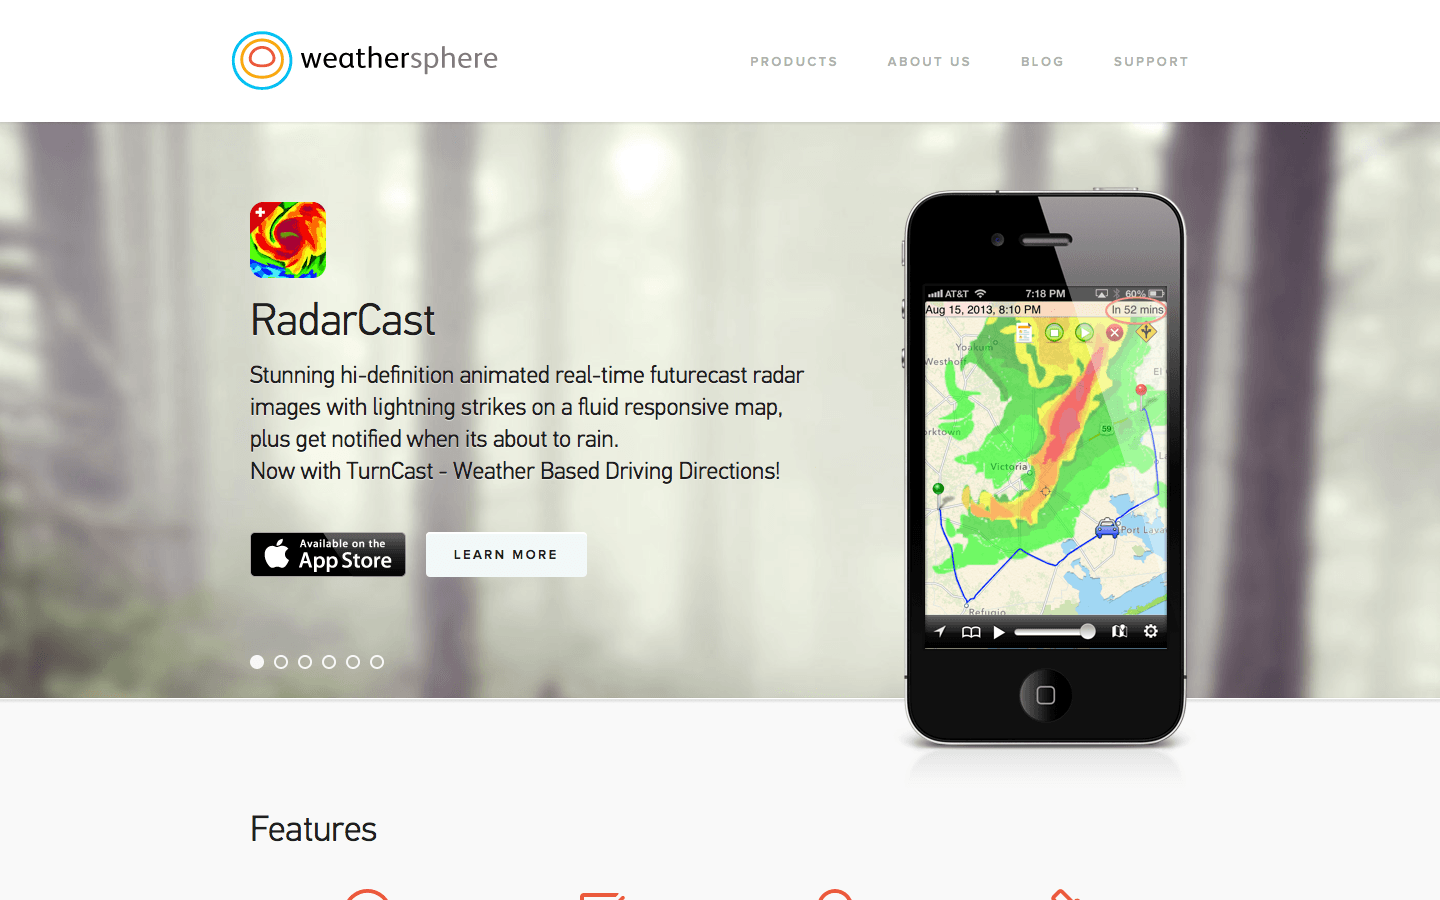 weathersphere
PRODUCTS
ABOUT US
BLOG
SUPPORT
RadarCast
Stunning hi-definition animated real-time futurecast radar
images with lightning strikes on a fluid responsive map,
plus get notified when its about to rain.
Now with TurnCast - Weather Based Driving Directions!
Available on the
App Store
LEARN MORE
AT&T 7:18 PM 60%
Aug 15, 2013, 8:10 PM In 52 mins
Yoakum
Westhoff
El
orktown
59
Victoria
La
Port Lava
Refugio
Features